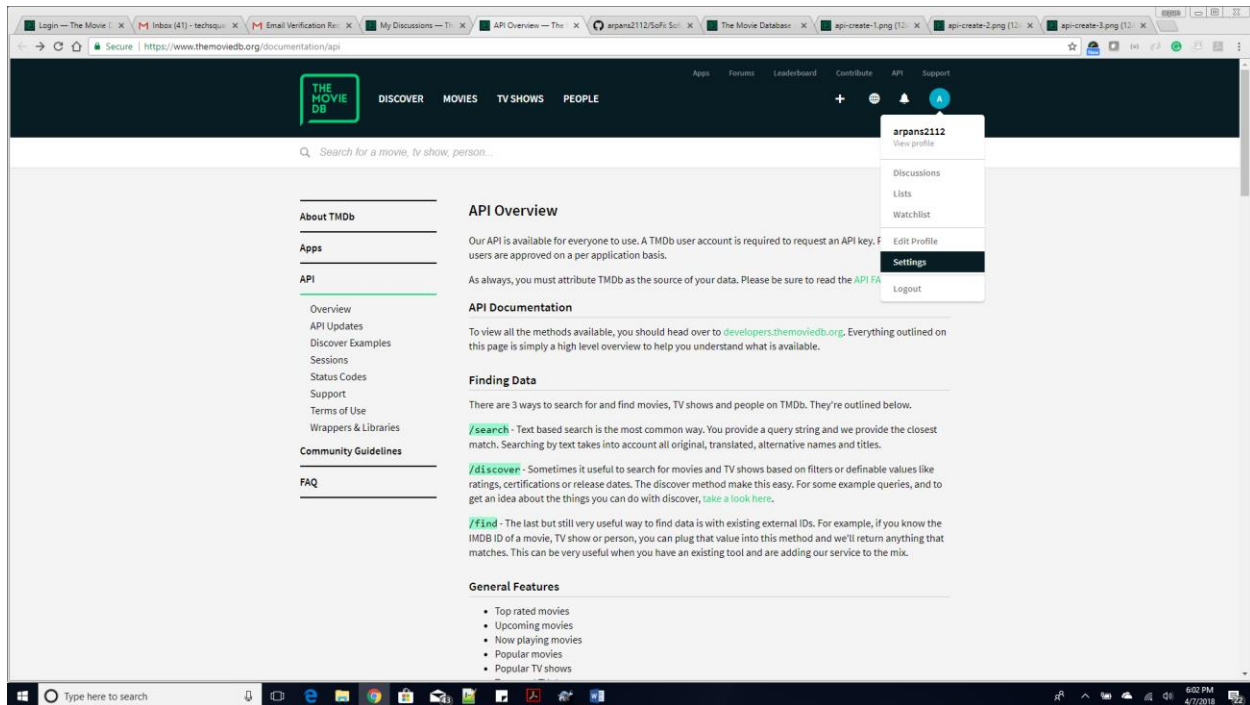 Login — The Movie D
Inbox (41) - techsqua
Email Verification Req
My Discussions — Th
API Overview — The
arpans2112/SoFic Sol
The Movie Database
api-create-1.png (12
api-create-2.png (12
api-create-3.png (12
Secure | https://www.themoviedb.org/documentation/api
Apps Forums Leaderboard Contribute API Support
THE
MOVIE
DB
DISCOVER MOVIES TV SHOWS PEOPLE
A
Search for a movie, tv show, person...
arpans2112
View profile
Discussions
Lists
Watchlist
Edit Profile
Settings
Logout
About TMDb
Apps
API
Overview
API Updates
Discover Examples
Sessions
Status Codes
Support
Terms of Use
Wrappers & Libraries
Community Guidelines
FAQ
API Overview
Our API is available for everyone to use. A TMDb user account is required to request an API key. P
users are approved on a per application basis.
As always, you must attribute TMDb as the source of your data. Please be sure to read the API FA
API Documentation
To view all the methods available, you should head over to developers.themoviedb.org. Everything outlined on
this page is simply a high level overview to help you understand what is available.
Finding Data
There are 3 ways to search for and find movies, TV shows and people on TMDb. They're outlined below.
/search - Text based search is the most common way. You provide a query string and we provide the closest
match. Searching by text takes into account all original, translated, alternative names and titles.
/discover - Sometimes it useful to search for movies and TV shows based on filters or definable values like
ratings, certifications or release dates. The discover method make this easy. For some example queries, and to
get an idea about the things you can do with discover, take a look here.
/find - The last but still very useful way to find data is with existing external IDs. For example, if you know the
IMDB ID of a movie, TV show or person, you can plug that value into this method and we'll return anything that
matches. This can be very useful when you have an existing tool and are adding our service to the mix.
General Features
• Top rated movies
• Upcoming movies
• Now playing movies
• Popular movies
• Popular TV shows
Type here to search
6:02 PM
4/7/2018